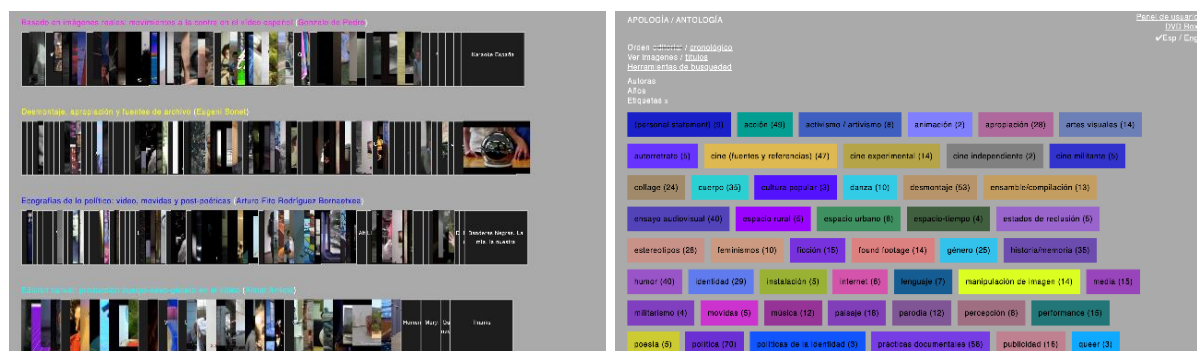 Basado en imágenes reales, movimientos a la contra en el vídeo español (Gonzalo de Pedro)
Karaoke España
Desmontaje, apropiación y fuentes de archivo (Eugeni Bonet)
Ecografías de lo político: vídeo, movidas y post-poéticas (Arturo Fito Rodríguez Bornaetxea)
Banderas Negras. La
Thema
APOLOGÍA / ANTOLOGÍA
Panel de usuario
DVD Box
✔Esp / Eng
Orden editorial / cronológico
Ver Imágenes / títulos
Herramientas de busquedad
Autoras
Años
Etiquetas x
(personal statement) (9) acción (49) activismo / artivismo (8) animación (2) apropiación (28) artes visuales (14)
autorretrato (5) cine (fuentes y referencias) (47) cine experimental (14) cine independiente (2) cine militante (5)
collage (24) cuerpo (35) cultura popular (3) danza (10) desmontaje (53) ensamble/compilación (13)
ensayo audiovisual (40) espacio rural (6) espacio urbano (8) espacio-tiempo (4) estados de reclusión (5)
estereotipos (28) feminismos (10) ficción (15) found footage (14) género (25) historia/memoria (35)
humor (40) identidad (29) instalación (5) internet (6) lenguaje (7) manipulación de imagen (14) media (15)
militarismo (4) movidas (5) música (12) paisaje (18) parodia (12) percepción (8) performance (15)
poesía (5) política (70) políticas de la identidad (3) prácticas documentales (58) publicidad (16) queer (3)